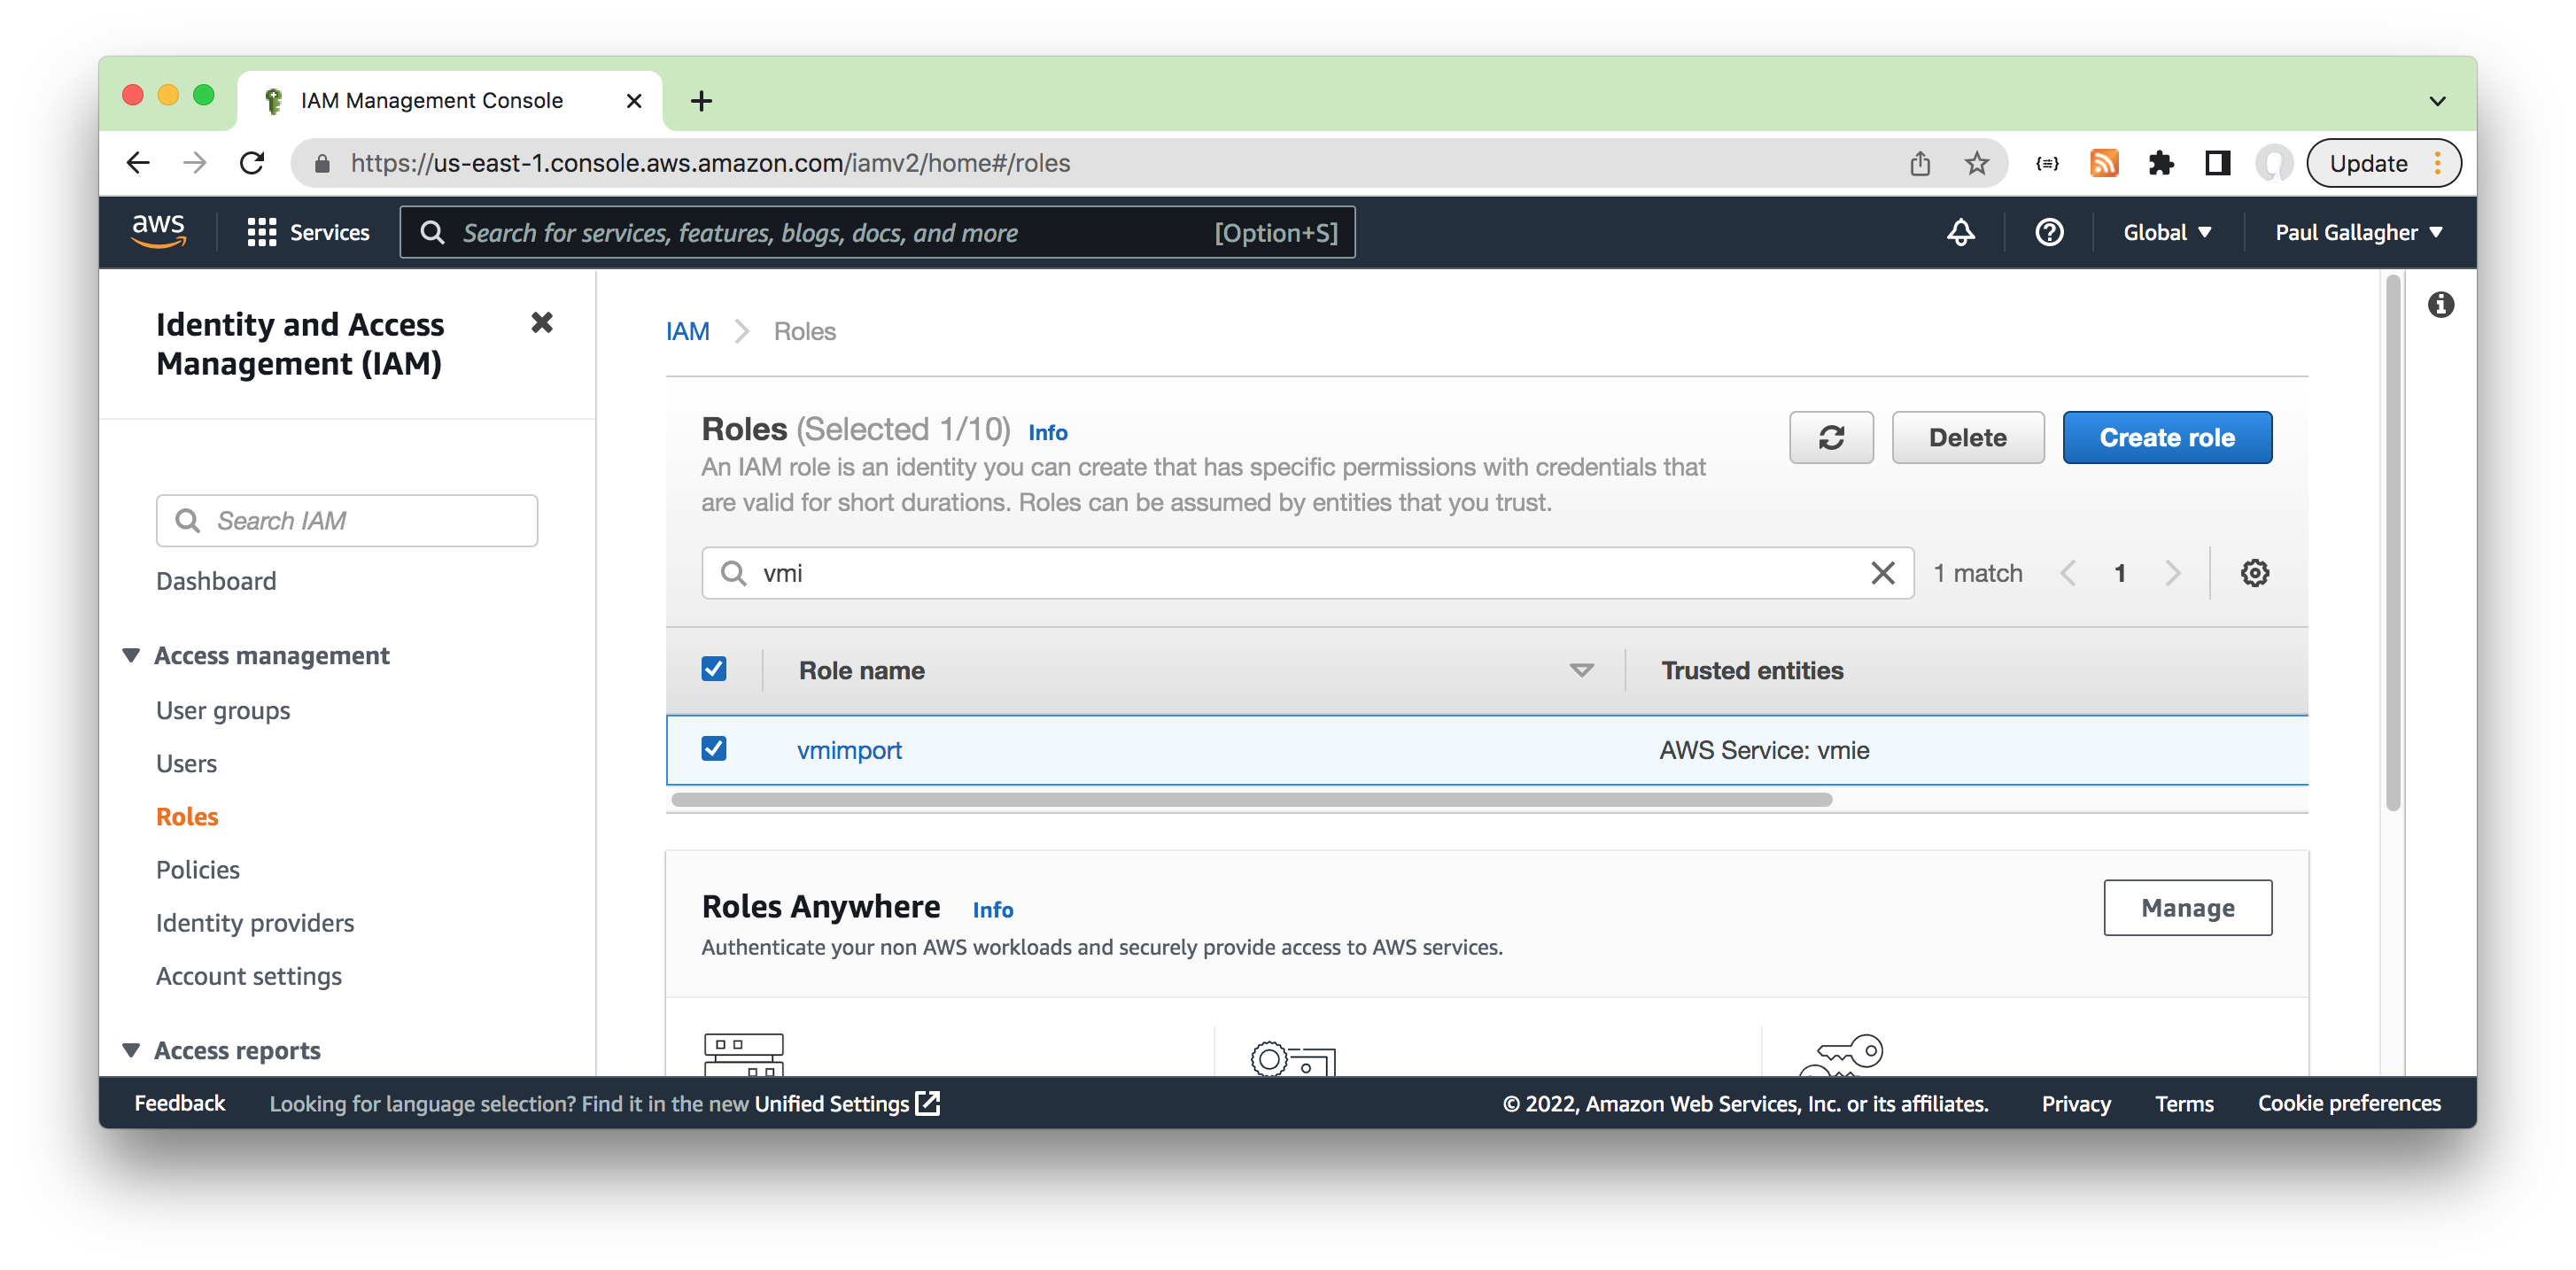 IAM Management Console
https://us-east-1.console.aws.amazon.com/iamv2/home#/roles
Update
aws
Services
Search for services, features, blogs, docs, and more
[Option+S]
Global
Paul Gallagher
Identity and Access
Management (IAM)
Search IAM
Dashboard
Access management
User groups
Users
Roles
Policies
Identity providers
Account settings
Access reports
IAM
Roles
Roles (Selected 1/10) Info
An IAM role is an identity you can create that has specific permissions with credentials that
are valid for short durations. Roles can be assumed by entities that you trust.
Delete
Create role
vmi
1 match
1
Role name
Trusted entities
vmimport
AWS Service: vmie
Roles Anywhere Info
Authenticate your non AWS workloads and securely provide access to AWS services.
Manage
Feedback
Looking for language selection? Find it in the new Unified Settings
© 2022, Amazon Web Services, Inc. or its affiliates.
Privacy
Terms
Cookie preferences